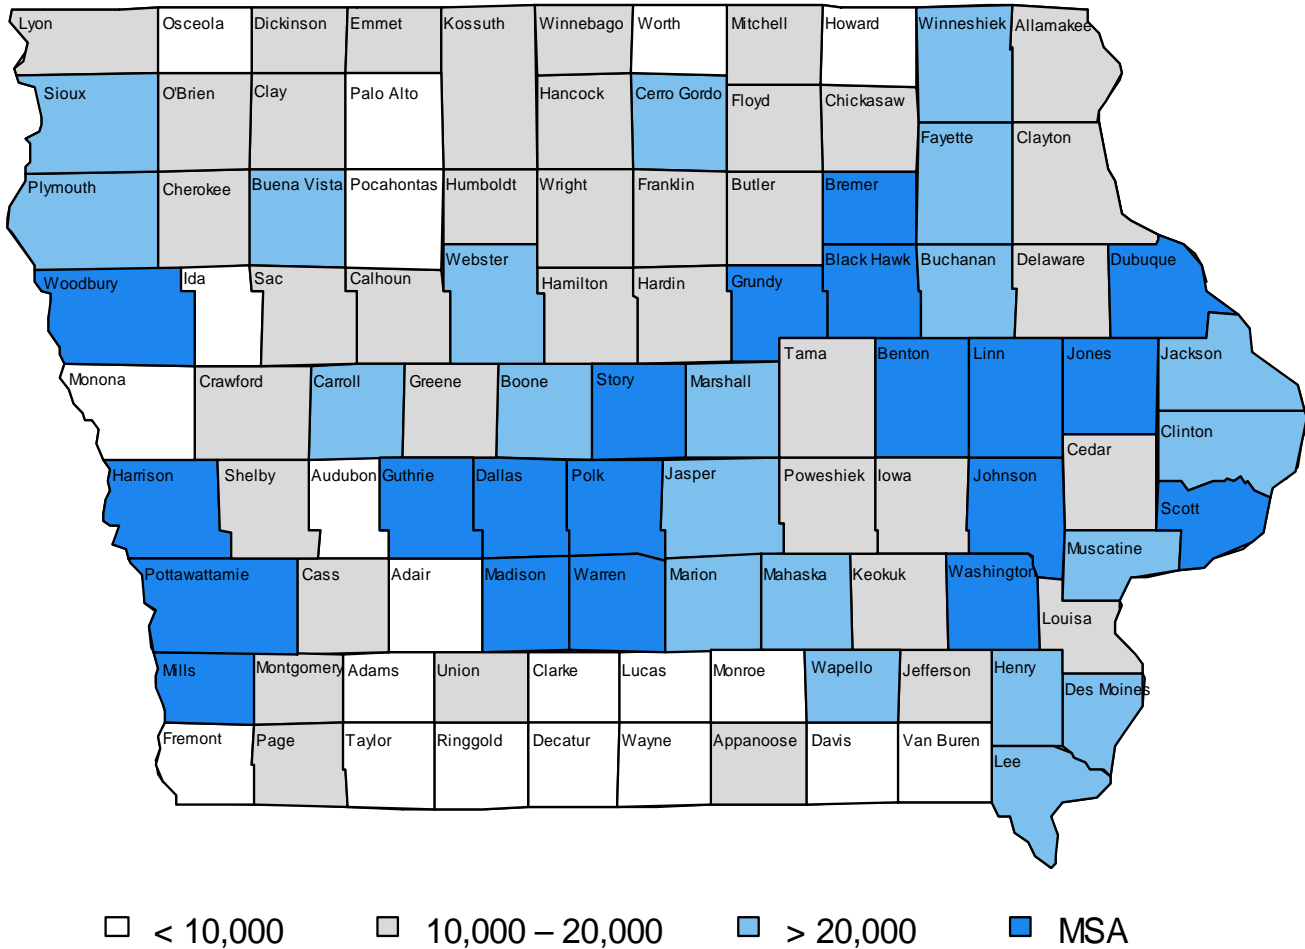 Lyon Osceola Dickinson Emmet Kossuth Winnebago Worth Mitchell Howard Winneshiek Allamakee
Sioux O'Brien Clay Palo Alto Hancock Cerro Gordo Floyd Chickasaw
Fayette Clayton
Plymouth Cherokee Buena Vista Pocahontas Humboldt Wright Franklin Butler Bremer
Woodbury Ida Sac Calhoun Webster Hamilton Hardin Grundy Black Hawk Buchanan Delaware Dubuque
Monona Crawford Carroll Greene Boone Story Marshall Tama Benton Linn Jones Jackson
Clinton
Cedar
Harrison Shelby Audubon Guthrie Dallas Polk Jasper Poweshiek Iowa Johnson
Scott
Muscatine
Pottawattamie Cass Adair Madison Warren Marion Mahaska Keokuk Washington
Louisa
Mills Montgomery Adams Union Clarke Lucas Monroe Wapello Jefferson Henry
Des Moines
Fremont Page Taylor Ringgold Decatur Wayne Appanoose Davis Van Buren
Lee
< 10,000 10,000 – 20,000 > 20,000 MSA